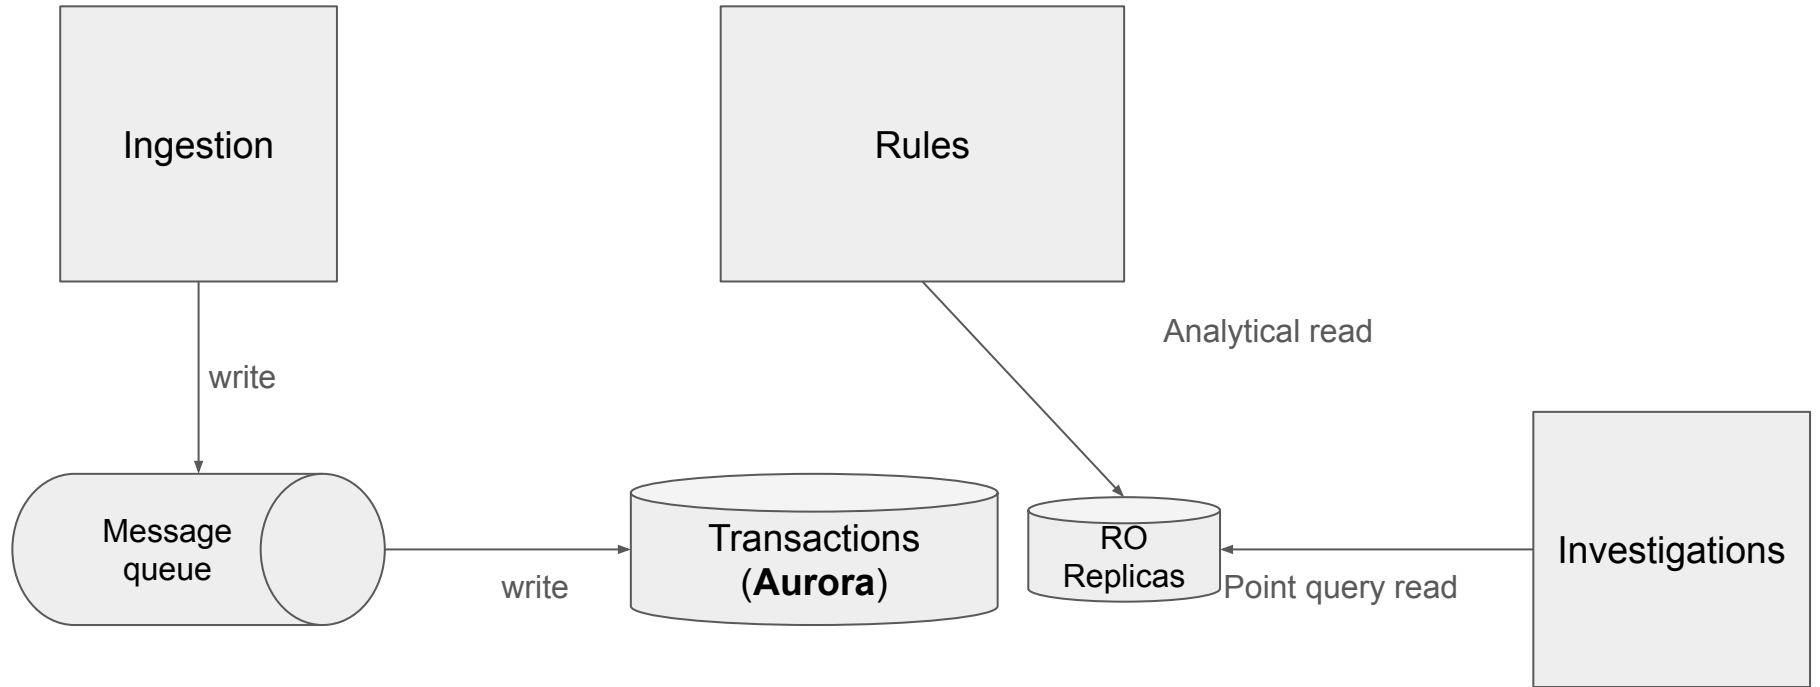 Ingestion
Rules
Analytical read
write
Message
queue
write
Transactions
(Aurora)
RO
Replicas
Point query read
Investigations